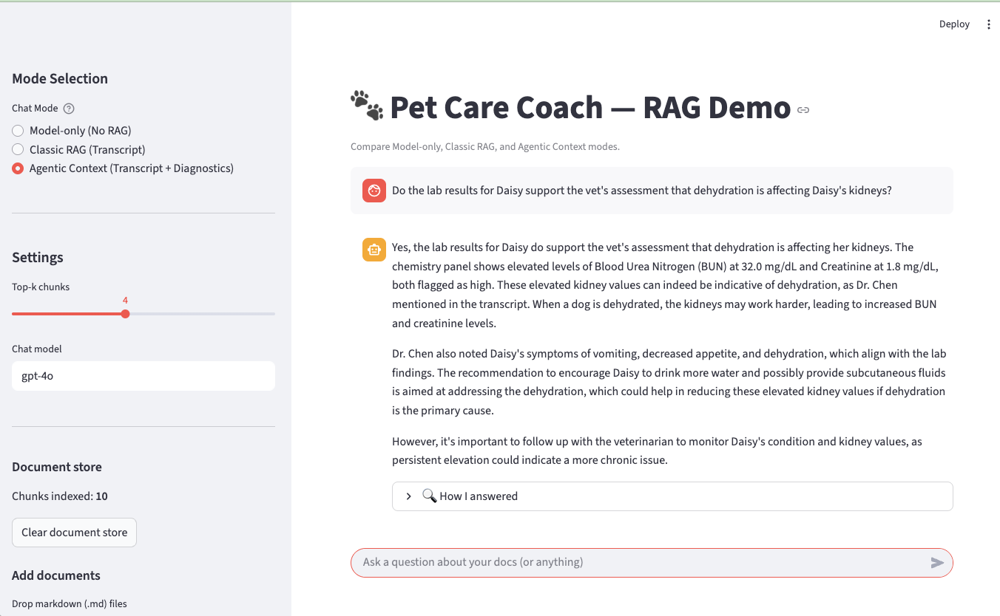 Deploy
Mode Selection
Chat Mode
Model-only (No RAG)
Classic RAG (Transcript)
Agentic Context (Transcript + Diagnostics)
Settings
Top-k chunks
4
Chat model
gpt-4o
Document store
Chunks indexed: 10
Clear document store
Add documents
Drop markdown (.md) files
Pet Care Coach — RAG Demo
Compare Model-only, Classic RAG, and Agentic Context modes.
Do the lab results for Daisy support the vet's assessment that dehydration is affecting Daisy's kidneys?
Yes, the lab results for Daisy do support the vet's assessment that dehydration is affecting her kidneys. The
chemistry panel shows elevated levels of Blood Urea Nitrogen (BUN) at 32.0 mg/dL and Creatinine at 1.8 mg/dL,
both flagged as high. These elevated kidney values can indeed be indicative of dehydration, as Dr. Chen
mentioned in the transcript. When a dog is dehydrated, the kidneys may work harder, leading to increased BUN
and creatinine levels.
Dr. Chen also noted Daisy's symptoms of vomiting, decreased appetite, and dehydration, which align with the lab
findings. The recommendation to encourage Daisy to drink more water and possibly provide subcutaneous fluids
is aimed at addressing the dehydration, which could help in reducing these elevated kidney values if dehydration
is the primary cause.
However, it's important to follow up with the veterinarian to monitor Daisy's condition and kidney values, as
persistent elevation could indicate a more chronic issue.
How I answered
Ask a question about your docs (or anything)